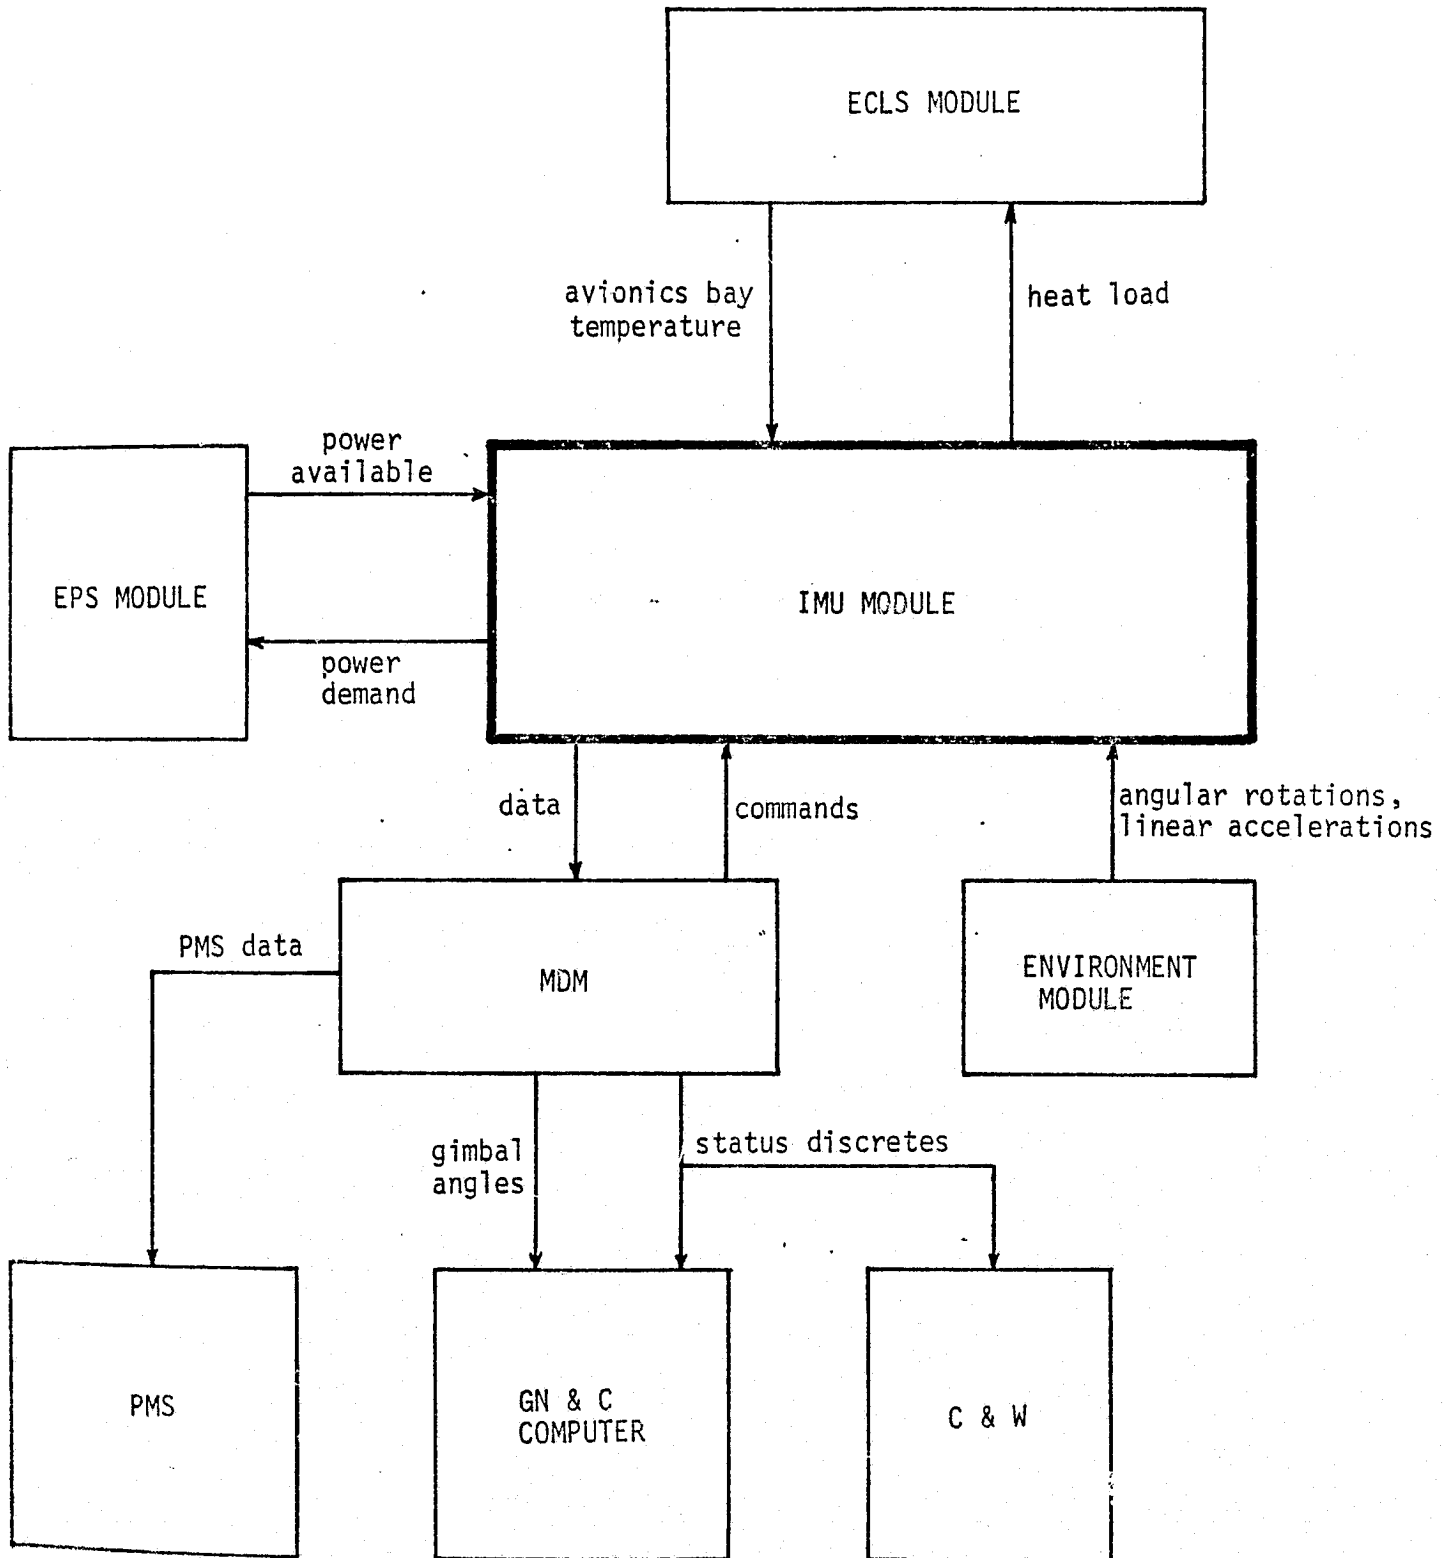 ECLS MODULE
avionics bay
temperature
heat load
power
available
EPS MODULE
IMU MODULE
power
demand
data
commands
angular rotations,
linear accelerations
PMS data
MDM
ENVIRONMENT
MODULE
gimbal
angles
status discretes
PMS
GN & C
COMPUTER
C & W